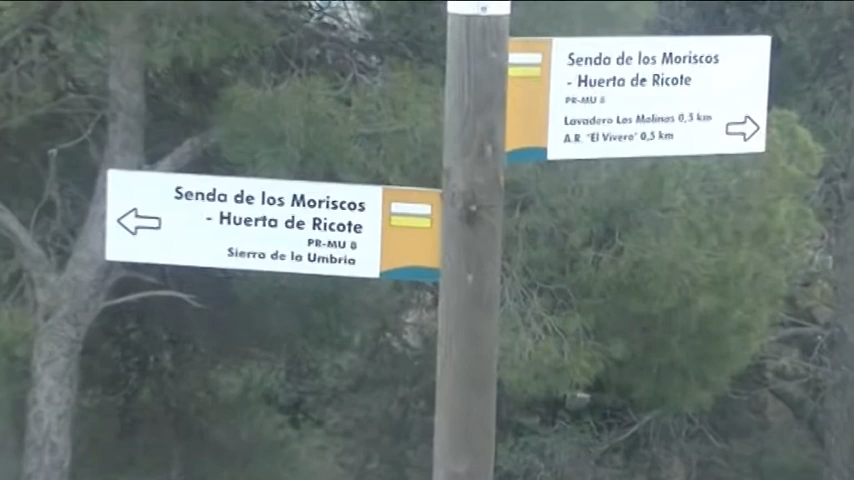 Senda de los Moriscos
- Huerta de Ricote
PR-MU 8
Sierra de la Umbria
Senda de los Moriscos
- Huerta de Ricote
PR-MU 8
Lavadero Los Molinos 0,5 km
A.R. "El Vivero" 0,5 km